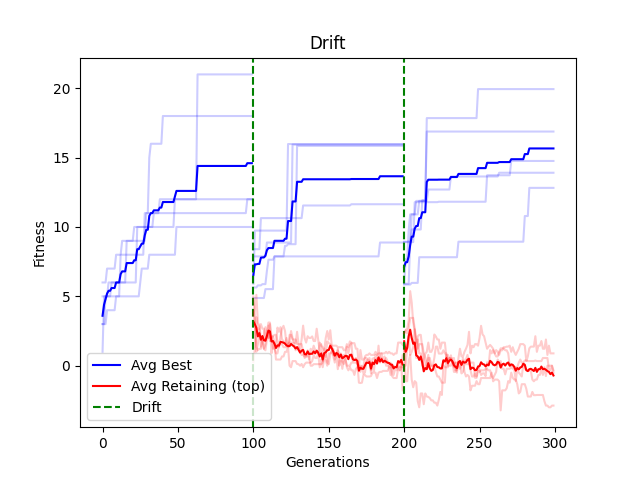 Drift
Fitness
20
15
10
5
0
Avg Best
Avg Retaining (top)
Drift
0 50 100 150 200 250 300
Generations